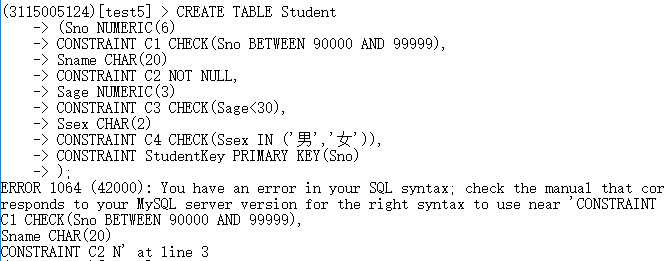 (3115005124)[test5] > CREATE TABLE Student
    -> (Sno NUMERIC(6)
    -> CONSTRAINT C1 CHECK(Sno BETWEEN 90000 AND 99999),
    -> Sname CHAR(20)
    -> CONSTRAINT C2 NOT NULL,
    -> Sage NUMERIC(3)
    -> CONSTRAINT C3 CHECK(Sage<30),
    -> Ssex CHAR(2)
    -> CONSTRAINT C4 CHECK(Ssex IN ('男','女')),
    -> CONSTRAINT StudentKey PRIMARY KEY(Sno)
    -> );
ERROR 1064 (42000): You have an error in your SQL syntax; check the manual that cor
responds to your MySQL server version for the right syntax to use near 'CONSTRAINT
C1 CHECK(Sno BETWEEN 90000 AND 99999),
Sname CHAR(20)
CONSTRAINT C2 N' at line 3